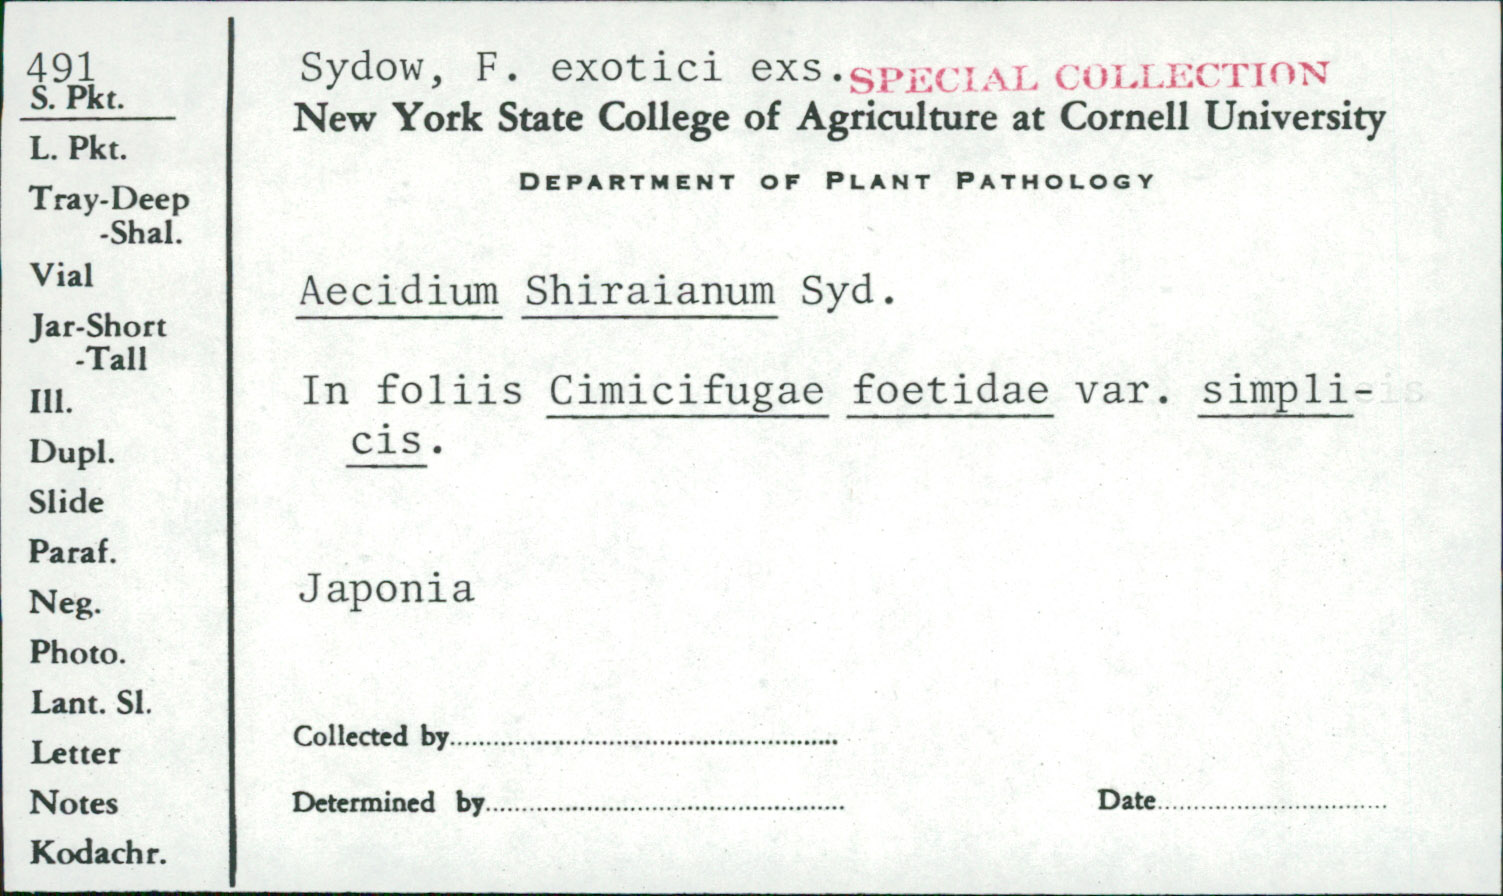 491
S. Pkt.
L. Pkt.
Tray-Deep
-Shal.
Vial
Jar-Short
-Tall
Ill.
Dupl.
Slide
Paraf.
Neg.
Photo.
Lant. Sl.
Letter
Notes
Kodachr.
Sydow, F. exotici exs. SPECIAL COLLECTION
New York State College of Agriculture at Cornell University
DEPARTMENT OF PLANT PATHOLOGY
Aecidium Shiraianum Syd.
In foliis Cimicifugae foetidae var. simpli-
cis.
Japonia
Collected by
Determined by
Date